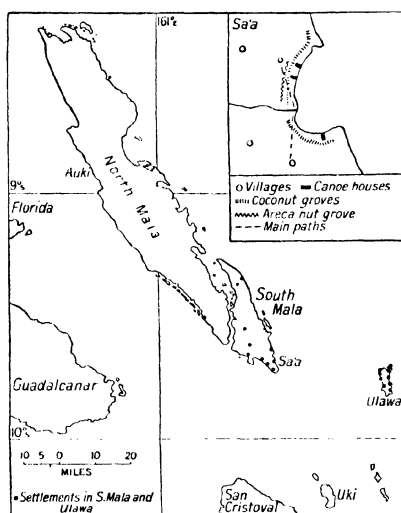 161°E
Sa'a
Villages Canoe houses
Coconut groves
Areca nut grove
Main paths
Auki
North Mala
9°
Florida
South
Mala
Sa'a
Guadalcanar
Ulawa
10°
10 5 0 10 20
MILES
Settlements in S. Mala and
Ulawa
San
Cristoval
Uki